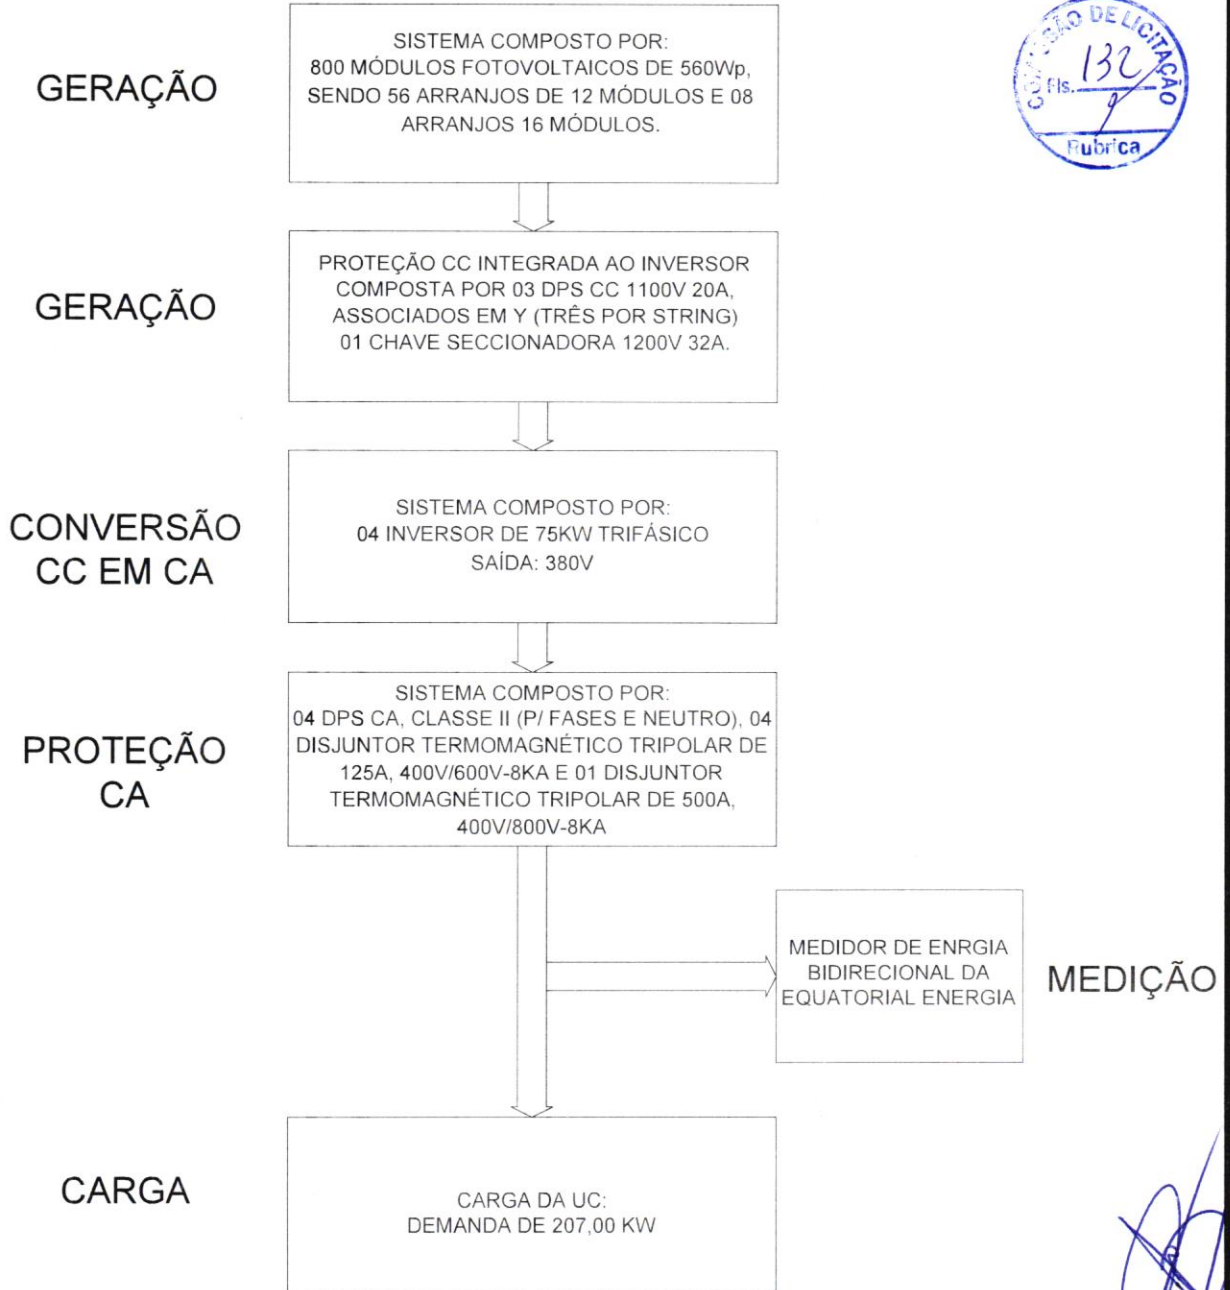 GERAÇÃO
SISTEMA COMPOSTO POR:
800 MÓDULOS FOTOVOLTAICOS DE 560Wp,
SENDO 56 ARRANJOS DE 12 MÓDULOS E 08
ARRANJOS 16 MÓDULOS.
DE LICITAÇÃO
Fls. 132
Rubrica
GERAÇÃO
PROTEÇÃO CC INTEGRADA AO INVERSOR
COMPOSTA POR 03 DPS CC 1100V 20A,
ASSOCIADOS EM Y (TRÊS POR STRING)
01 CHAVE SECCIONADORA 1200V 32A.
CONVERSÃO
CC EM CA
SISTEMA COMPOSTO POR:
04 INVERSOR DE 75KW TRIFÁSICO
SAÍDA: 380V
PROTEÇÃO
CA
SISTEMA COMPOSTO POR:
04 DPS CA, CLASSE II (P/ FASES E NEUTRO), 04
DISJUNTOR TERMOMAGNÉTICO TRIPOLAR DE
125A, 400V/600V-8KA E 01 DISJUNTOR
TERMOMAGNÉTICO TRIPOLAR DE 500A,
400V/800V-8KA
MEDIDOR DE ENRGIA
BIDIRECIONAL DA
EQUATORIAL ENERGIA
MEDIÇÃO
CARGA
CARGA DA UC:
DEMANDA DE 207,00 KW